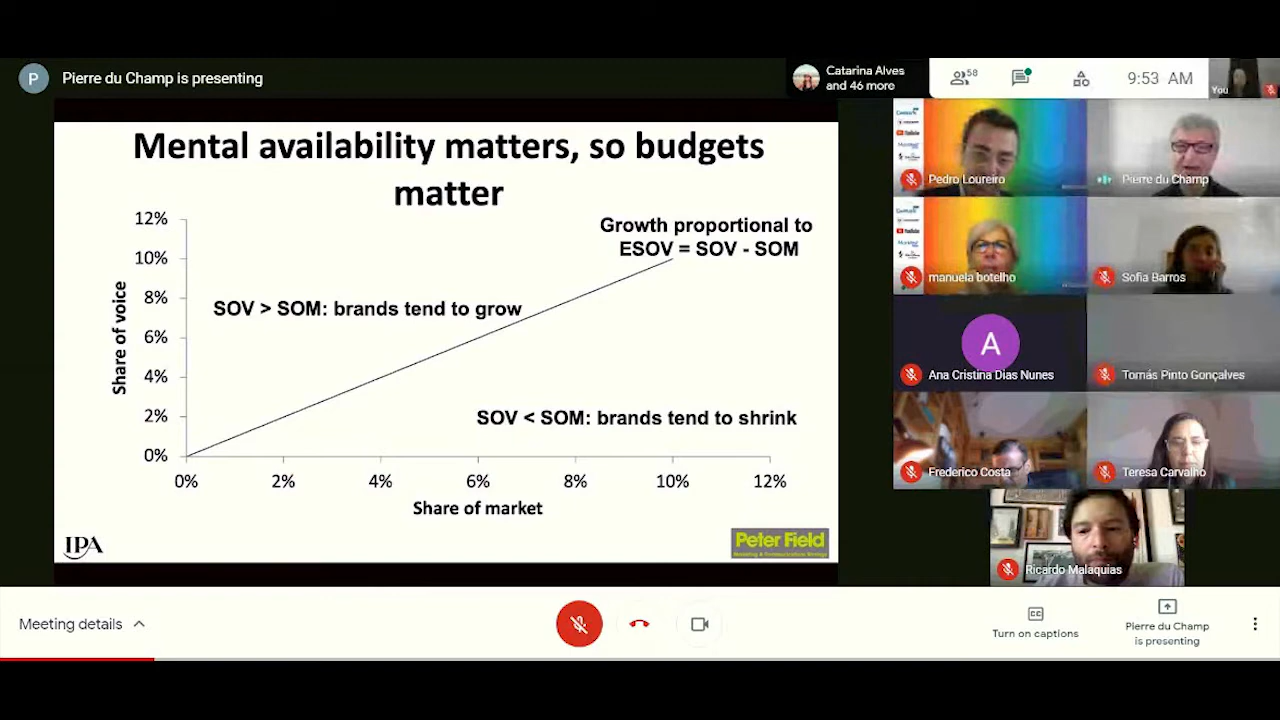 P
Pierre du Champ is presenting
Catarina Alves
and 46 more
58
9:53 AM
You
Mental availability matters, so budgets
matter
12%
10%
8%
6%
4%
2%
0%
Share of voice
Growth proportional to
ESOV = SOV - SOM
SOV > SOM: brands tend to grow
SOV < SOM: brands tend to shrink
0%
2%
4%
6%
8%
10%
12%
Share of market
IPA
Peter Field
Pedro Loureiro
Pierre du Champ
manuela botelho
Sofia Barros
A
Ana Cristina Dias Nunes
Tomás Pinto Gonçalves
Frederico Costa
Teresa Carvalho
Ricardo Malaquias
Meeting details
CC
Turn on captions
Pierre du Champ
is presenting